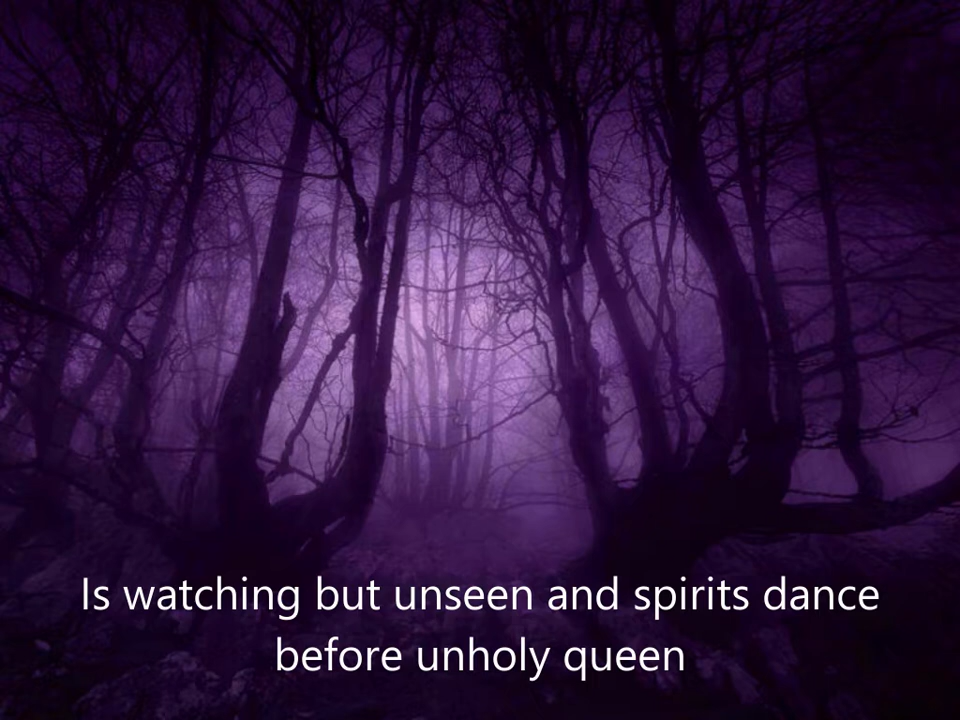 Is watching but unseen and spirits dance
before unholy queen